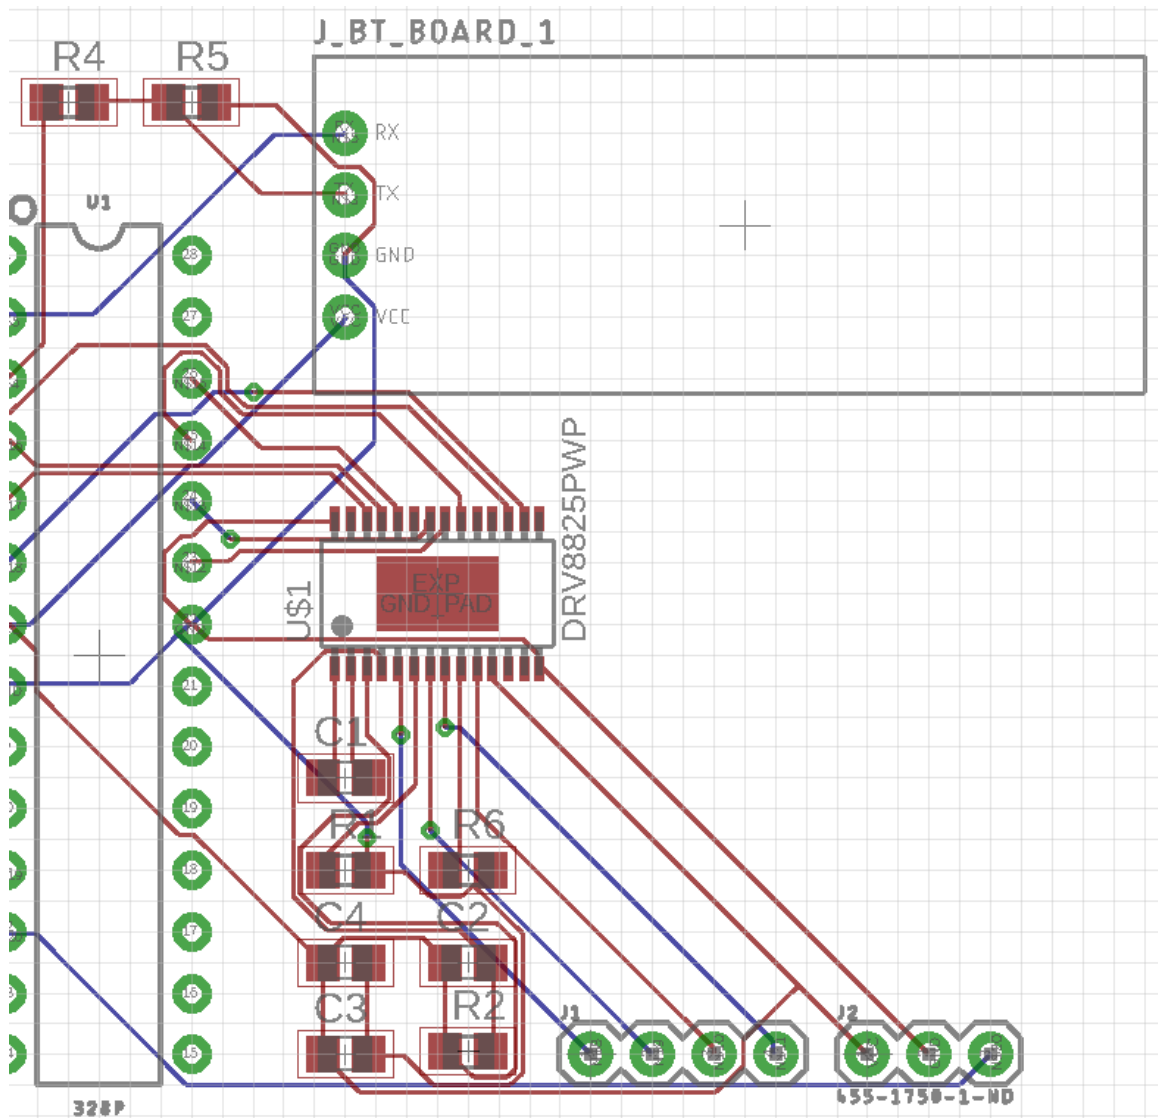 J_BT_BOARD_1
R4
R5
RX
TX
GND
VCC
U1
28
27
DRV8825PWP
EXP
GND_PAD
U$1
21
20
19
18
17
16
15
C1
R1
R6
C4
C2
C3
R2
J1
J2
455-1750-1-ND
328P